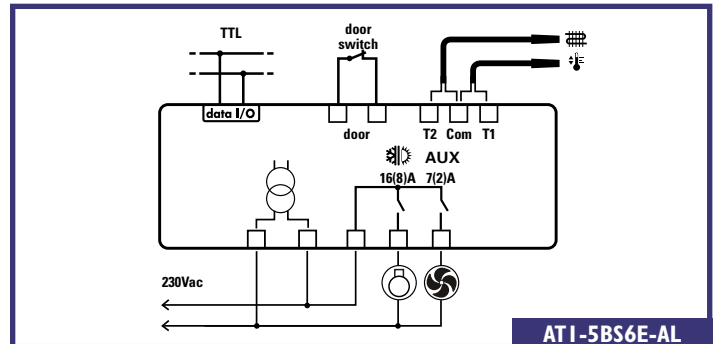 TTL
door
switch
data I/O
door
T2 Com T1
AUX
16(8)A 7(2)A
230Vac
AT1-5BS6E-AL